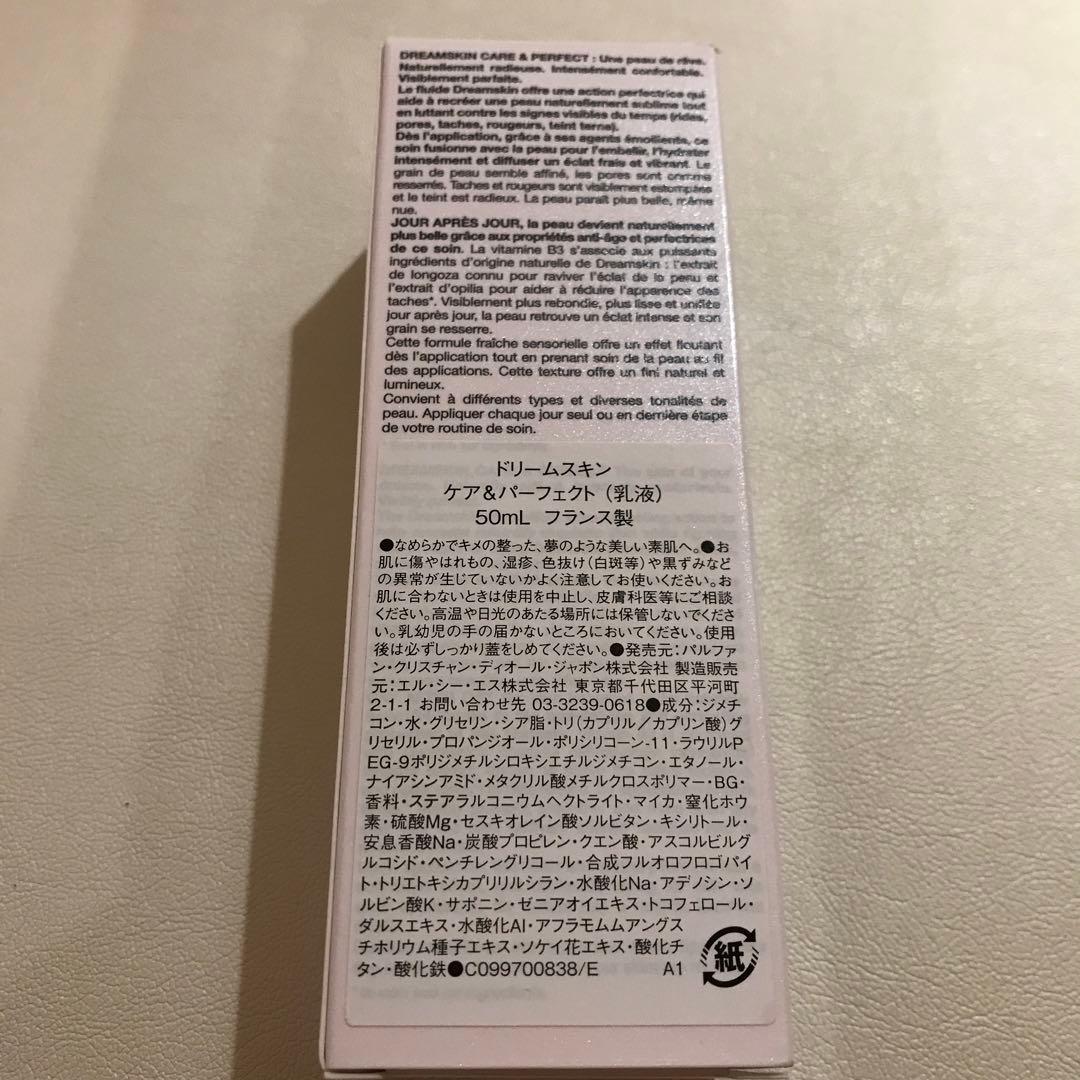 DREAMSKIN CARE & PERFECT : Une peau de rêve.
Naturellement radieuse. Intensément confortable.
Visiblement parfaite.
Le fluide Dreamskin offre une action perfectrice qui
aide à recréer une peau naturellement sublime tout
en luttant contre les signes visibles du temps (rides,
pores, taches, rougeurs, teint terne).
Dès l'application, grâce à ses agents émollients, ce
soin fusionne avec la peau pour l'embellir, l'hydrater
intensément et diffuser un éclat frais et vibrant. Le
grain de peau semble affiné, les pores sont comme
resserrés. Taches et rougeurs sont visiblement estompées
et le teint est radieux. La peau paraît plus belle, même
nue.
JOUR APRÈS JOUR, la peau devient naturellement
plus belle grâce aux propriétés anti-âge et perfectrices
de ce soin. La vitamine B3 s'associe aux puissants
ingrédients d'origine naturelle de Dreamskin : l'extrait
de longoza connu pour raviver l'éclat de la peau et
l'extrait d'opilia pour aider à réduire l'apparence des
taches*. Visiblement plus rebondie, plus lisse et unifiée
jour après jour, la peau retrouve un éclat intense et son
grain se resserre.
Cette formule fraîche sensorielle offre un effet floutant
dès l'application tout en prenant soin de la peau au fil
des applications. Cette texture offre un fini naturel et
lumineux.
Convient à différents types et diverses tonalités de
peau. Appliquer chaque jour seul ou en dernière étape
de votre routine de soin.
ドリームスキン
ケア&パーフェクト（乳液）
50mL フランス製
●なめらかでキメの整った、夢のような美しい素肌へ。●お
肌に傷やはれもの、湿疹、色抜け（白斑等）や黒ずみなど
の異常が生じていないかよく注意してお使いください。お
肌に合わないときは使用を中止し、皮膚科医等にご相談
ください。高温や日光のあたる場所には保管しないでくださ
い。乳幼児の手の届かないところにおいてください。使用
後は必ずしっかり蓋をしめてください。●発売元：パルファ
ン・クリスチャン・ディオール・ジャポン株式会社 製造販売
元：エル・シー・エス株式会社 東京都千代田区平河町
2-1-1 お問い合わせ先 03-3239-0618●成分：ジメチ
コン・水・グリセリン・シア脂・トリ（カプリル／カプリン酸）グ
リセリル・プロパンジオール・ポリシリコーン-11・ラウリルP
EG-9ポリジメチルシロキシエチルジメチコン・エタノール・
ナイアシンアミド・メタクリル酸メチルクロスポリマー・BG・
香料・ステアラルコニウムヘクトライト・マイカ・窒化ホウ
素・硫酸Mg・セスキオレイン酸ソルビタン・キシリトール・
安息香酸Na・炭酸プロピレン・クエン酸・アスコルビルグ
ルコシド・ペンチレングリコール・合成フルオロフロゴパイ
ト・トリエトキシカプリリルシラン・水酸化Na・アデノシン・ソ
ルビン酸K・サポニン・ゼニアオイエキス・トコフェロール・
ダルスエキス・水酸化Al・アフラモムムアングス
チホリウム種子エキス・ソケイ花エキス・酸化チ
タン・酸化鉄●C099700838/E A1
紙